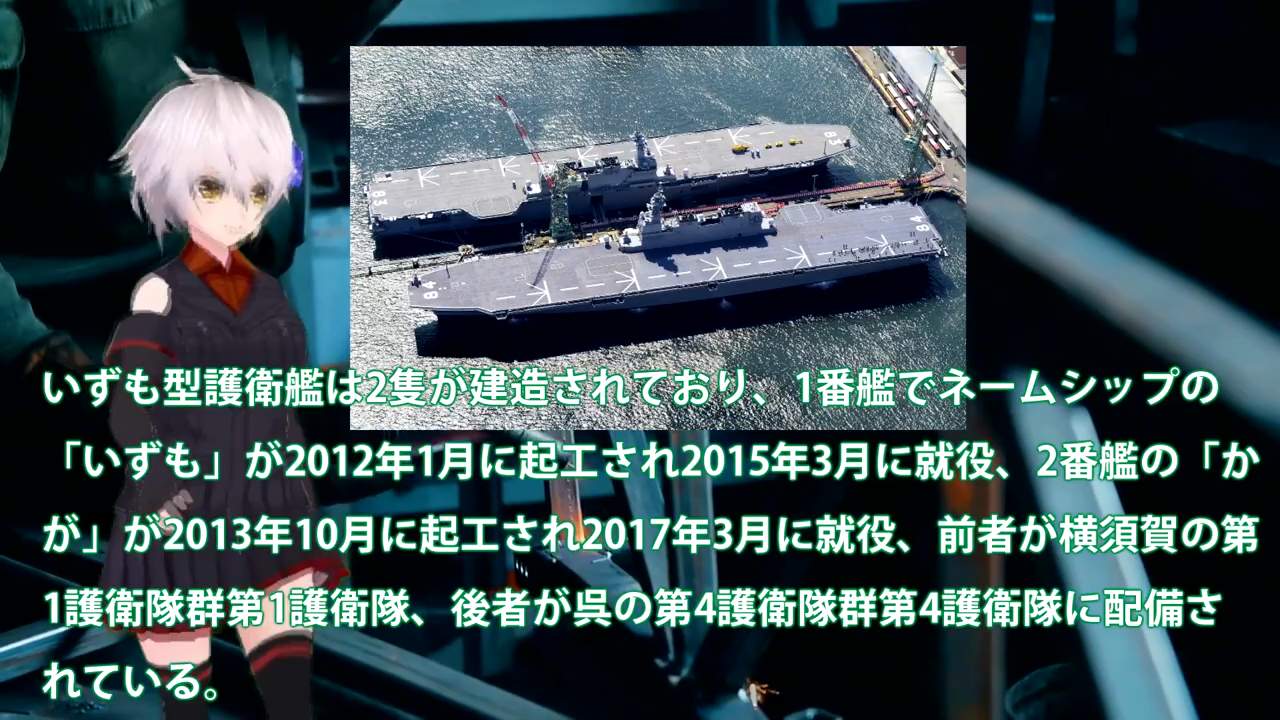 83
83
84
84
いずも型護衛艦は2隻が建造されており、1番艦でネームシップの
「いずも」が2012年1月に起工され2015年3月に就役、2番艦の「か
が」が2013年10月に起工され2017年3月に就役、前者が横須賀の第
1護衛隊群第1護衛隊、後者が呉の第4護衛隊群第4護衛隊に配備さ
れている。